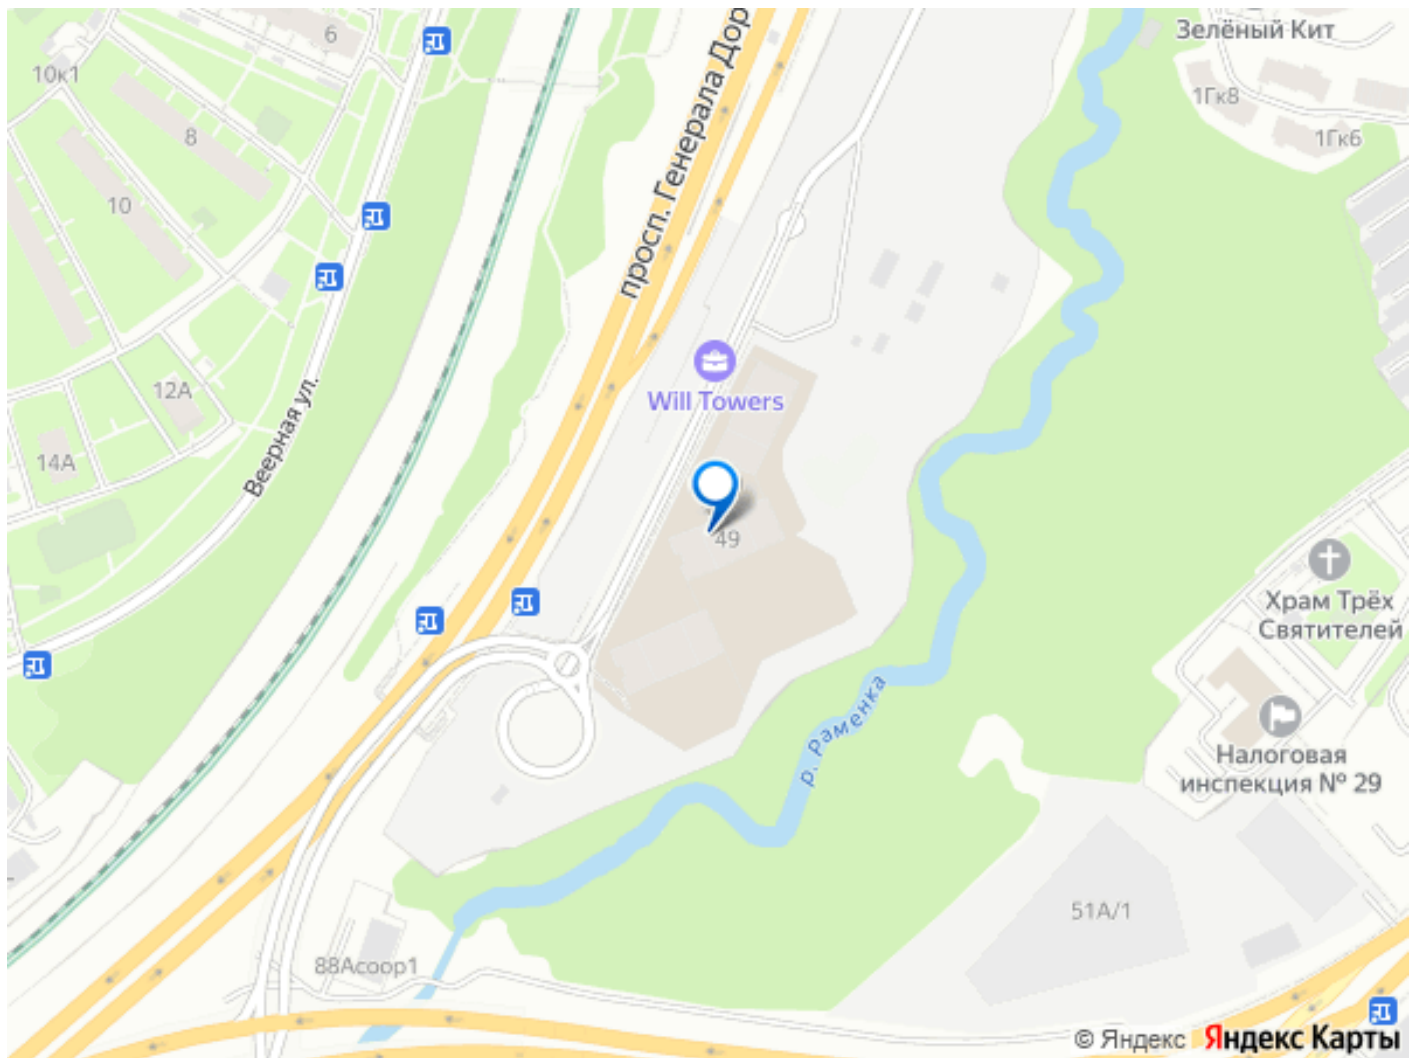 Зелёный Кит
6
10к1
1Гк8
8
1Гк6
10
просп. Генерала Дор
12А
Will Towers
14А
Веерная ул.
49
Храм Трёх
Святителей
р. Раменка
Налоговая
инспекция № 29
51А/1
88Асоор1
© Яндекс Яндекс Карты